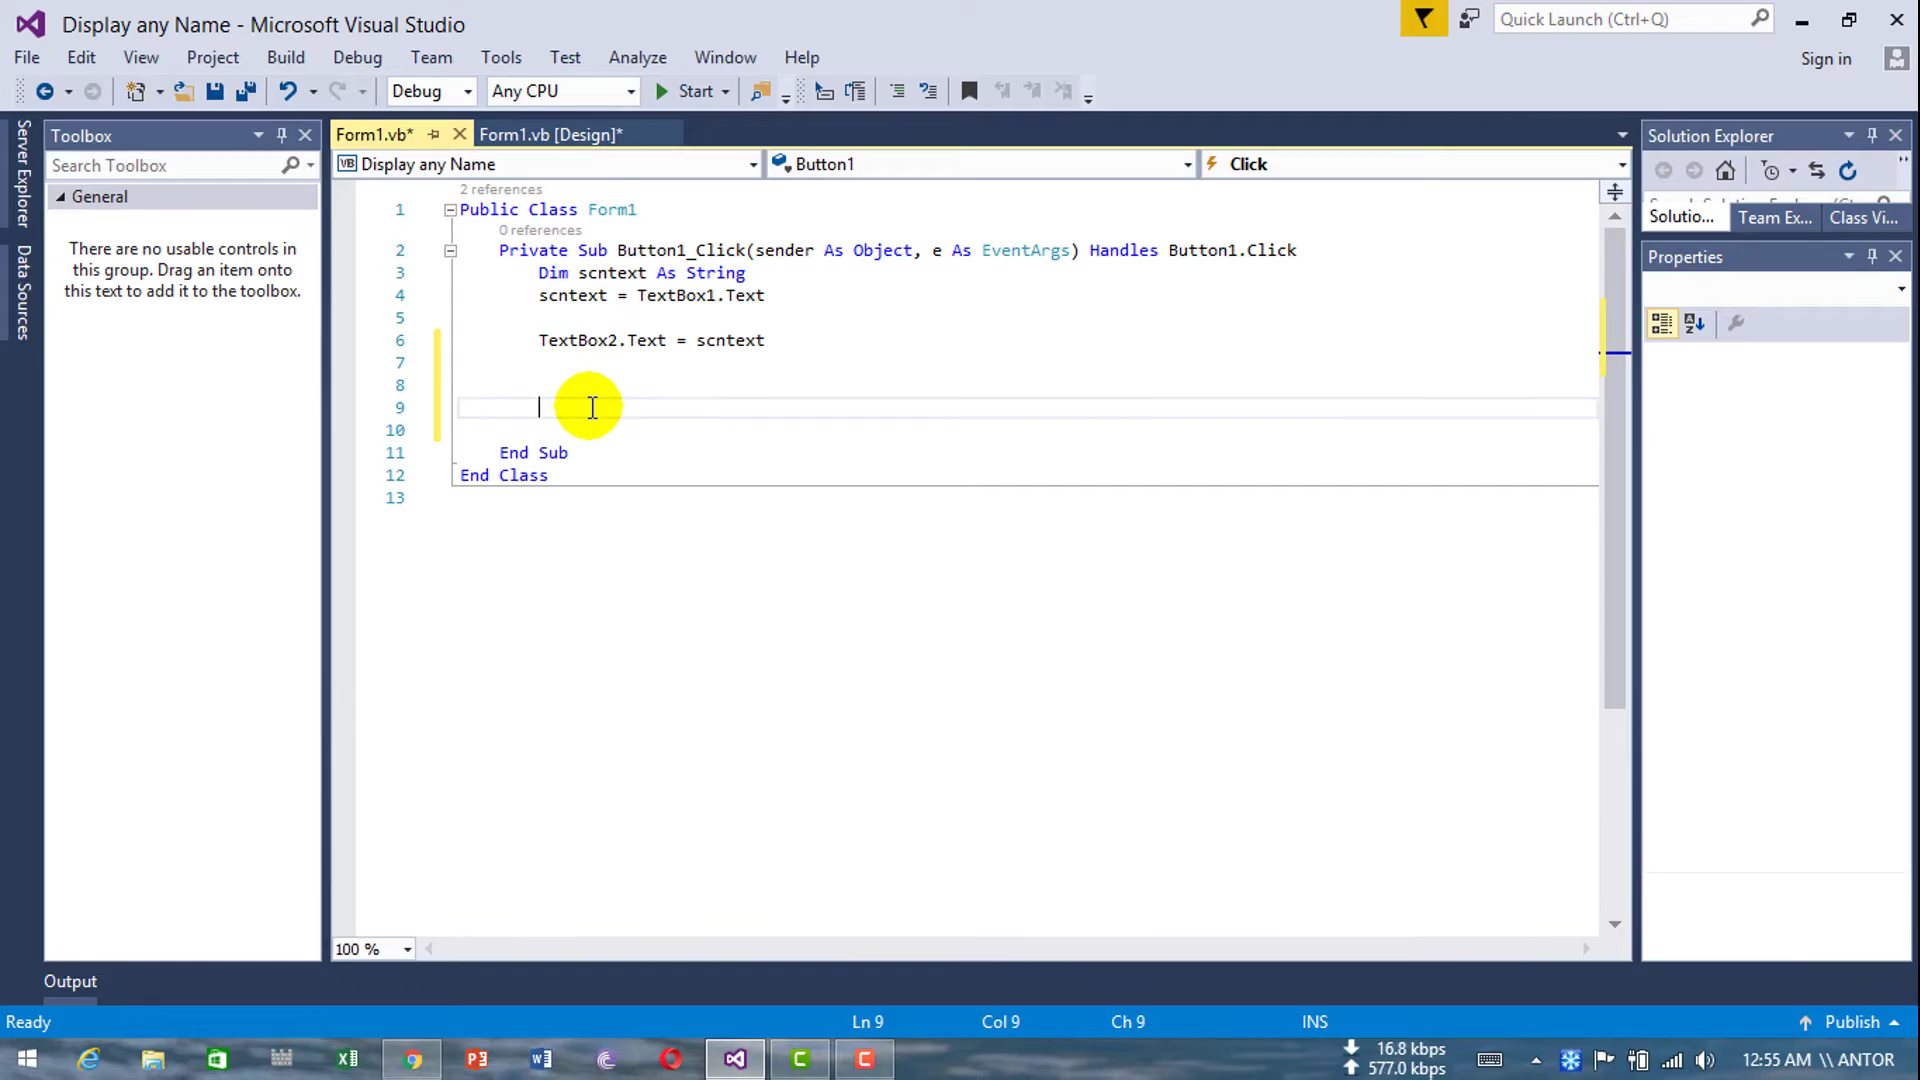 Display any Name - Microsoft Visual Studio
Quick Launch (Ctrl+Q)
File Edit View Project Build Debug Team Tools Test Analyze Window Help
Sign in
Debug Any CPU Start
Server Explorer
Data Sources
Toolbox
Search Toolbox
General
There are no usable controls in
this group. Drag an item onto
this text to add it to the toolbox.
Form1.vb* Form1.vb [Design]*
VB Display any Name Button1 Click
2 references
1 Public Class Form1
0 references
2 Private Sub Button1_Click(sender As Object, e As EventArgs) Handles Button1.Click
3 Dim scntext As String
4 scntext = TextBox1.Text
5
6 TextBox2.Text = scntext
7
8
9
10
11 End Sub
12 End Class
13
100 %
Solution Explorer
Solutio... Team Ex... Class Vi...
Properties
Output
Ready Ln 9 Col 9 Ch 9 INS Publish
16.8 kbps
577.0 kbps
12:55 AM \\ ANTOR